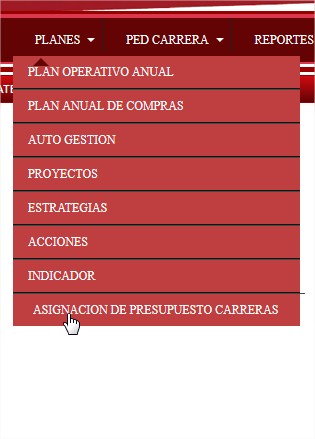 PLANES PED CARRERA REPORTES
PLAN OPERATIVO ANUAL
PLAN ANUAL DE COMPRAS
AUTO GESTION
PROYECTOS
ESTRATEGIAS
ACCIONES
INDICADOR
ASIGNACION DE PRESUPUESTO CARRERAS